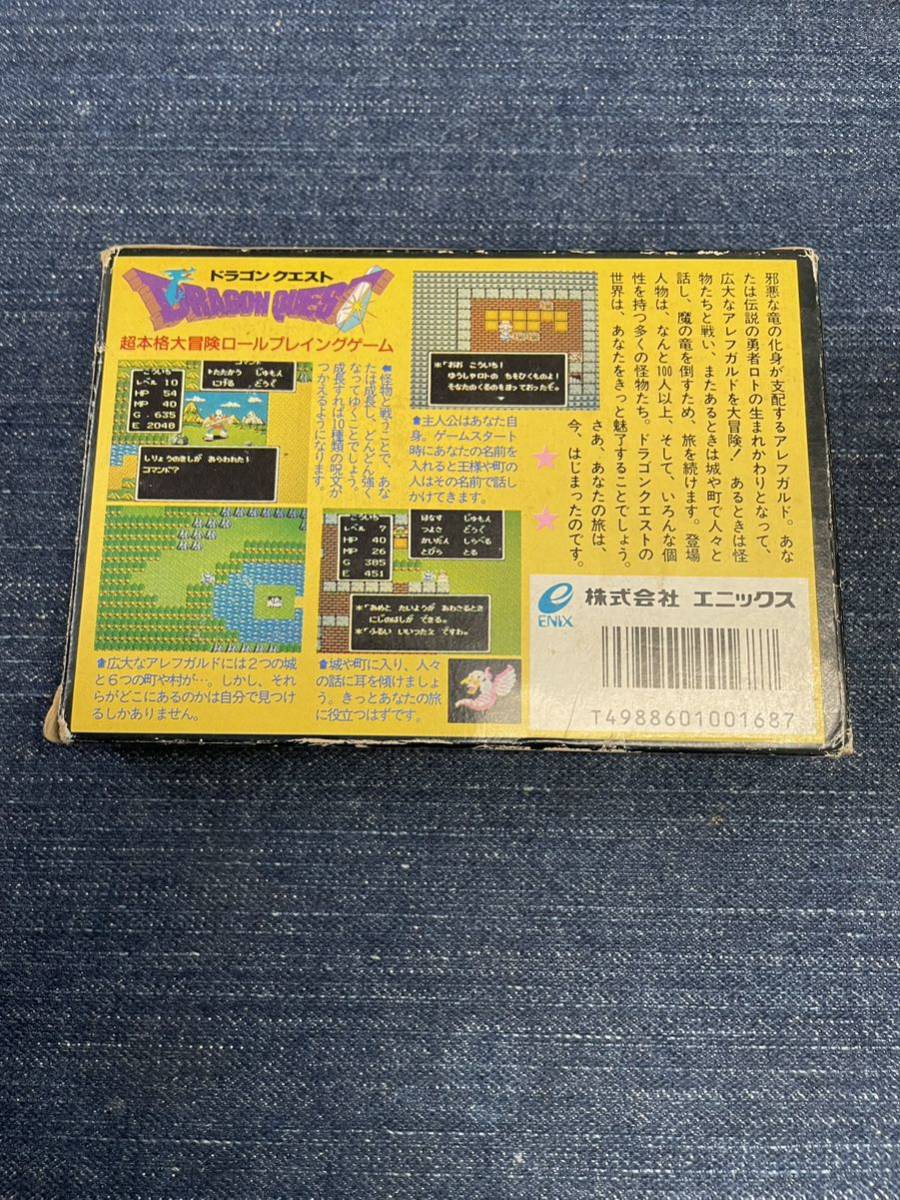 ドラゴン クエスト
DRAGON QUEST
超本格大冒険ロールプレイングゲーム
こういち
レベル 10
HP 54
MP 40
G 635
E 2048
コマンド
たたかう じゅもん
にげる どうぐ
しりょうのきしが あらわれた!
コマンド?
怪物と戦うことで、あな
たは成長し、どんどん強く
なってゆくことでしょう。
成長すれば10種類の呪文が
つかえるようになります。
*「おお こういち!
ゆうしゃロトの ちをひくものよ!
そなたのくるのを まっておったぞ。
主人公はあなた自
身。ゲームスタート
時にあなたの名前を
入れると王様や町の
人はその名前で話し
かけてきます。
邪悪な竜の化身が支配するアレフガルド。あな
たは伝説の勇者ロトの生まれかわりとなって、
広大なアレフガルドを大冒険! あるときは怪
物たちと戦い、またあるときは城や町で人々と
話し、魔の竜を倒すため、旅を続けます。登場
人物は、なんと100人以上、そして、いろんな個
性を持つ多くの怪物たち。ドラゴンクエストの
世界は、あなたをきっと魅了することでしょう。
さあ、あなたの旅は、
今、はじまったのです。
広大なアレフガルドには2つの城
と6つの町や村が…。しかし、それ
らがどこにあるのかは自分で見つけ
るしかありません。
こういち
レベル 7
HP 40
MP 26
G 385
E 451
はなす じゅもん
つよさ どうぐ
かいだん しらべる
とびら とる
*「あめと たいようが あわさるとき
にじのはしが できる。
*「ふるい いいつたえ ですわ。
城や町に入り、人々
の話に耳を傾けましょ
う。きっとあなたの旅
に役立つはずです。
ENIX
株式会社 エニックス
T4988601001687